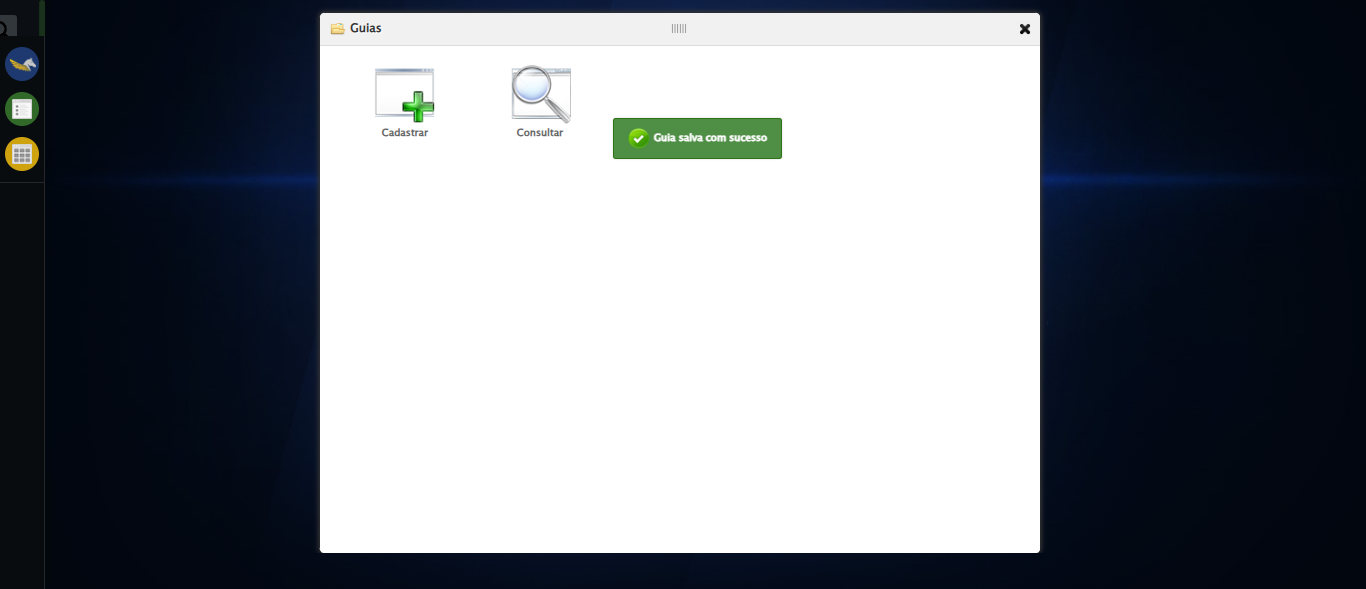 Guias
Cadastrar
Consultar
Guia salva com sucesso